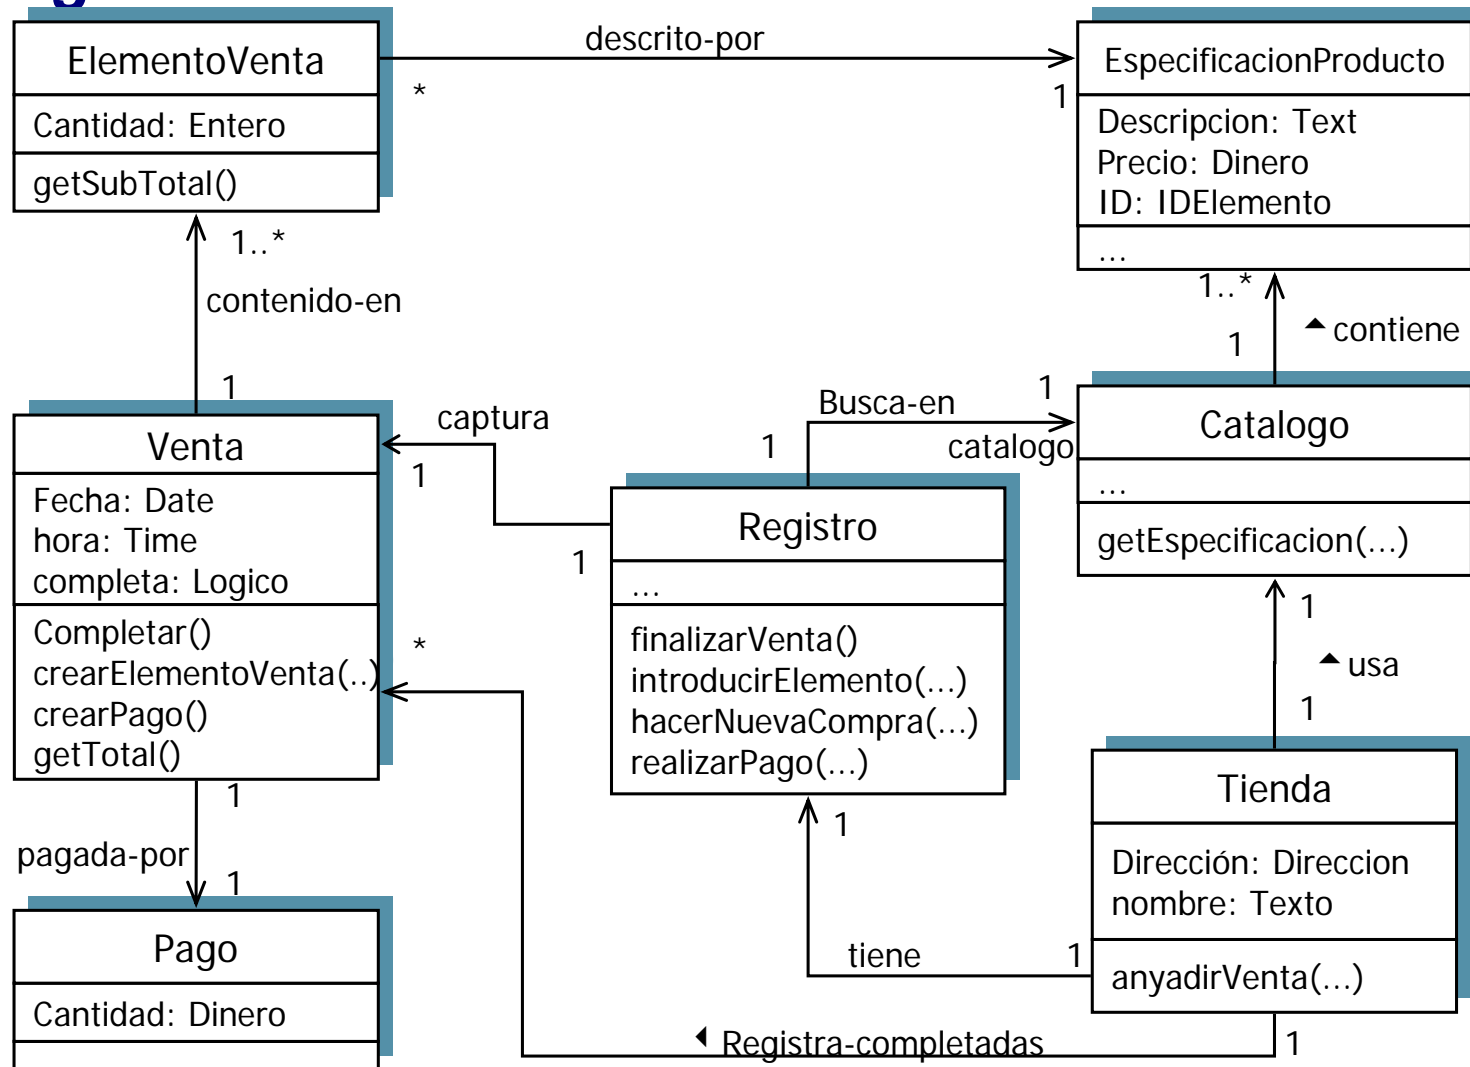 ElementoVenta
Cantidad: Entero
getSubTotal()
descrito-por
*
1
EspecificacionProducto
Descripcion: Text
Precio: Dinero
ID: IDElemento
...
1..*
contenido-en
1
1..*
contiene
1
Venta
Fecha: Date
hora: Time
completa: Logico
Completar()
crearElementoVenta(..)
crearPago()
getTotal()
captura
1
1
Busca-en
1
1
catalogo
Catalogo
...
getEspecificacion(...)
Registro
...
finalizarVenta()
introducirElemento(...)
hacerNuevaCompra(...)
realizarPago(...)
*
1
usa
1
1
pagada-por
1
Pago
Cantidad: Dinero
1
tiene
1
Tienda
Dirección: Direccion
nombre: Texto
anyadirVenta(...)
Registra-completadas
1